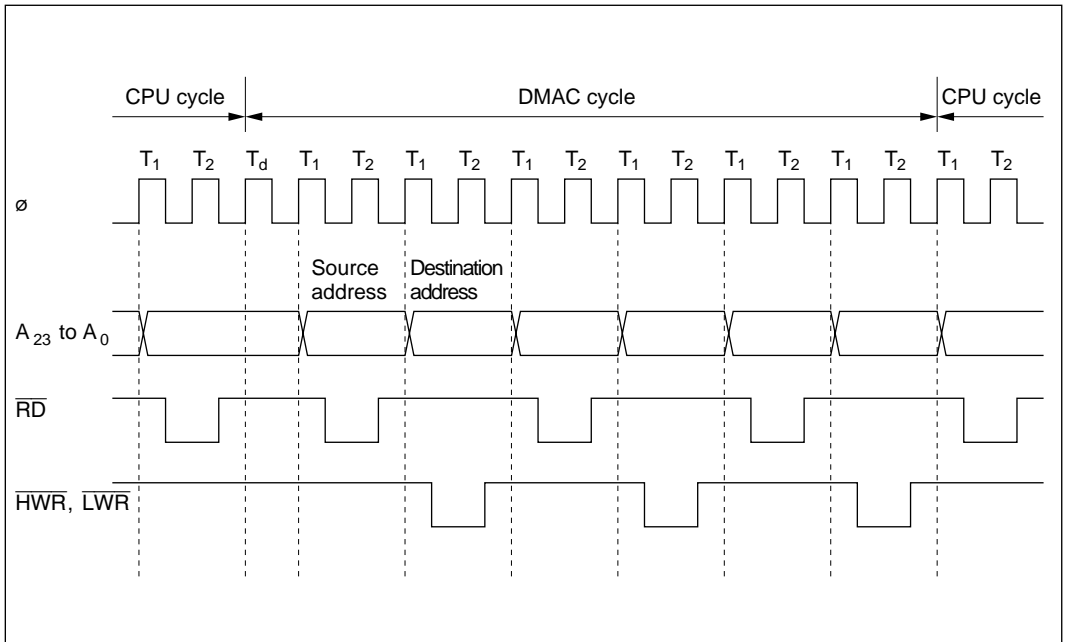 CPU cycle DMAC cycle CPU cycle
T1 T2 Td T1 T2 T1 T2 T1 T2 T1 T2 T1 T2 T1 T2 T1 T2
ø
Source address Destination address
A23 to A0
RD
HWR, LWR